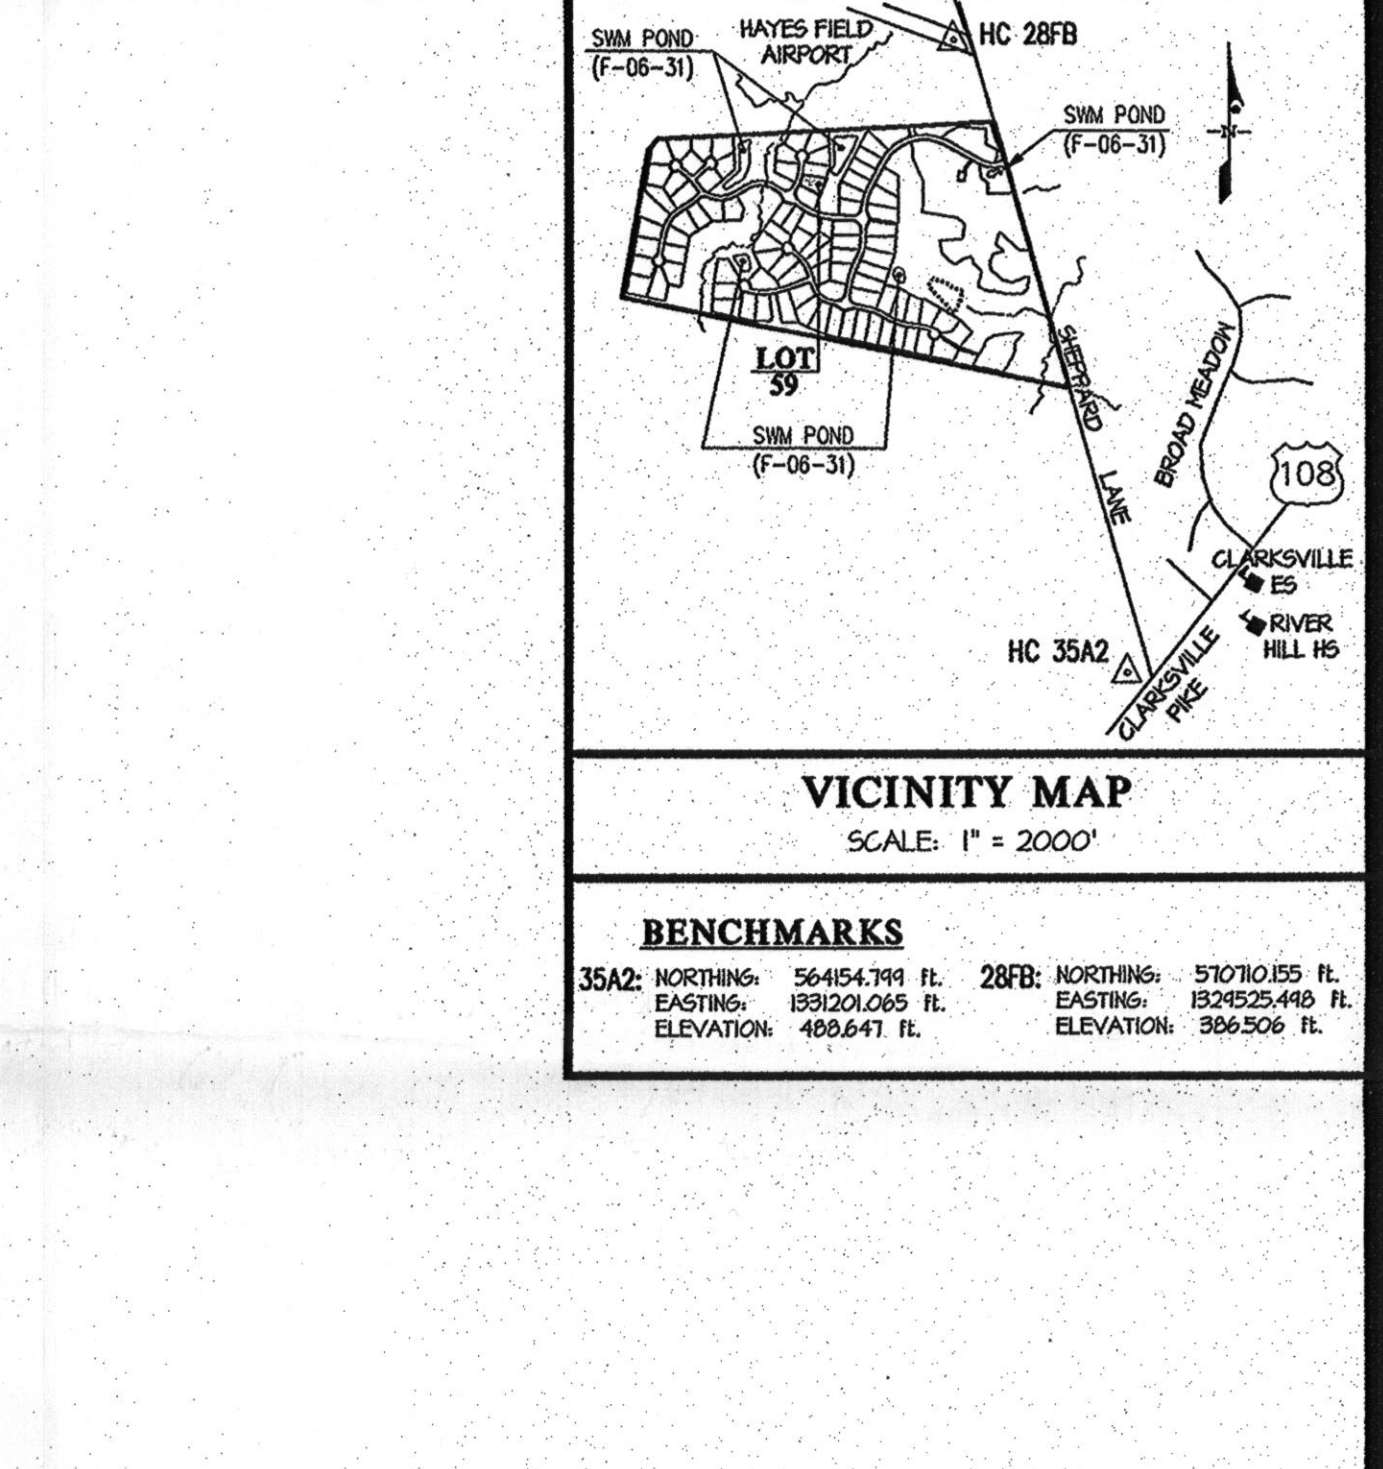 HAYES FIELD
AIRPORT
SWM POND
(F-06-31)
HC 28FB
SWM POND
(F-06-31)
N
LOT
59
SWM POND
(F-06-31)
SHEPPARD
LANE
BROAD MEADOW
108
CLARKSVILLE
ES
RIVER
HILL HS
HC 35A2
CLARKSVILLE
PIKE
VICINITY MAP
SCALE: 1" = 2000'
BENCHMARKS
35A2: NORTHING: 564154.799 ft.
EASTING: 1331201.065 ft.
ELEVATION: 488.647 ft.
28FB: NORTHING: 570710.155 ft.
EASTING: 1329525.498 ft.
ELEVATION: 386.506 ft.